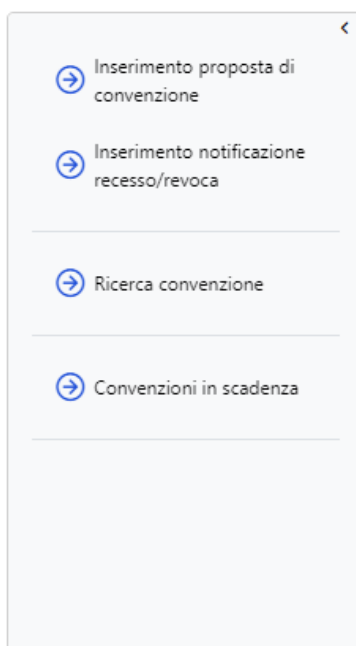 Inserimento proposta di
convenzione
Inserimento notificazione
recesso/revoca
Ricerca convenzione
Convenzioni in scadenza